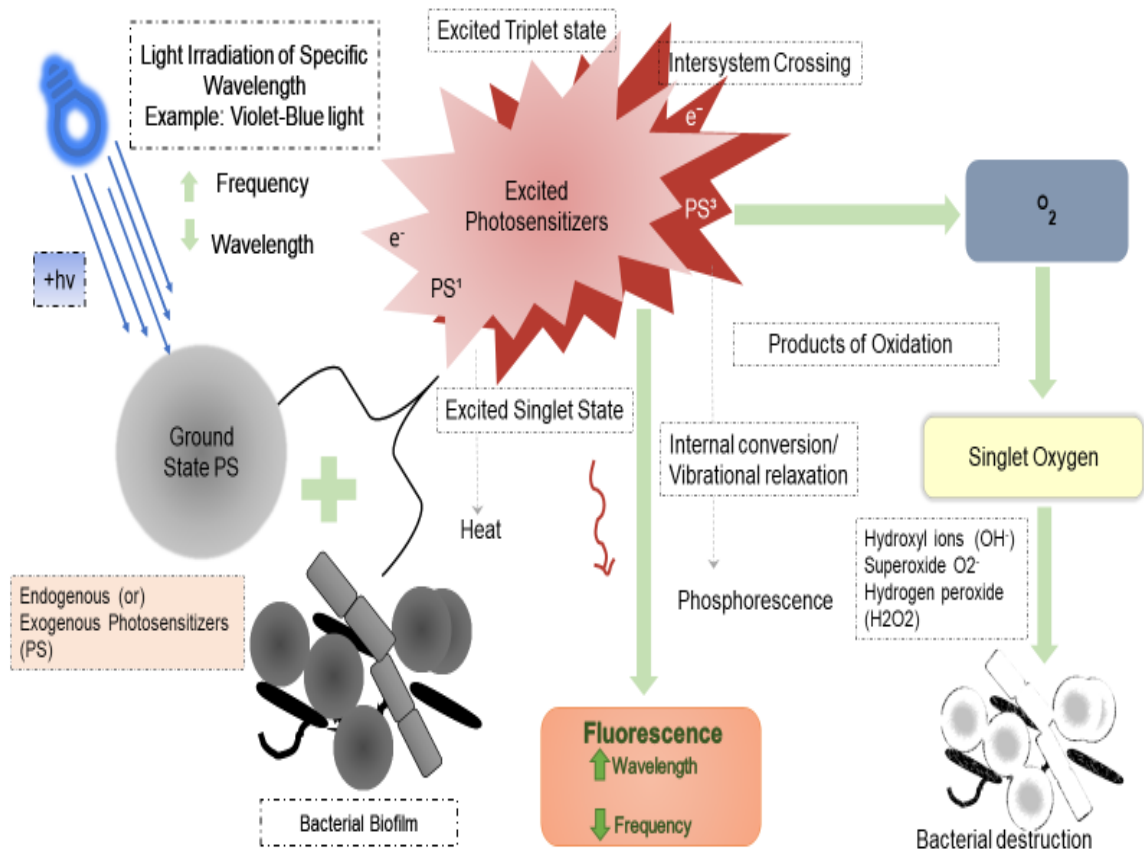 Light Irradiation of Specific
Wavelength
Example: Violet-Blue light
Frequency
Wavelength
+hv
Ground
State PS
Endogenous (or)
Exogenous Photosensitizers
(PS)
Bacterial Biofilm
Excited Triplet state
Intersystem Crossing
e⁻
PS³
Excited
Photosensitizers
e⁻
PS¹
Excited Singlet State
Heat
Internal conversion/
Vibrational relaxation
Phosphorescence
Fluorescence
Wavelength
Frequency
O₂
Products of Oxidation
Singlet Oxygen
Hydroxyl ions (OH⁻)
Superoxide O2⁻
Hydrogen peroxide
(H2O2)
Bacterial destruction